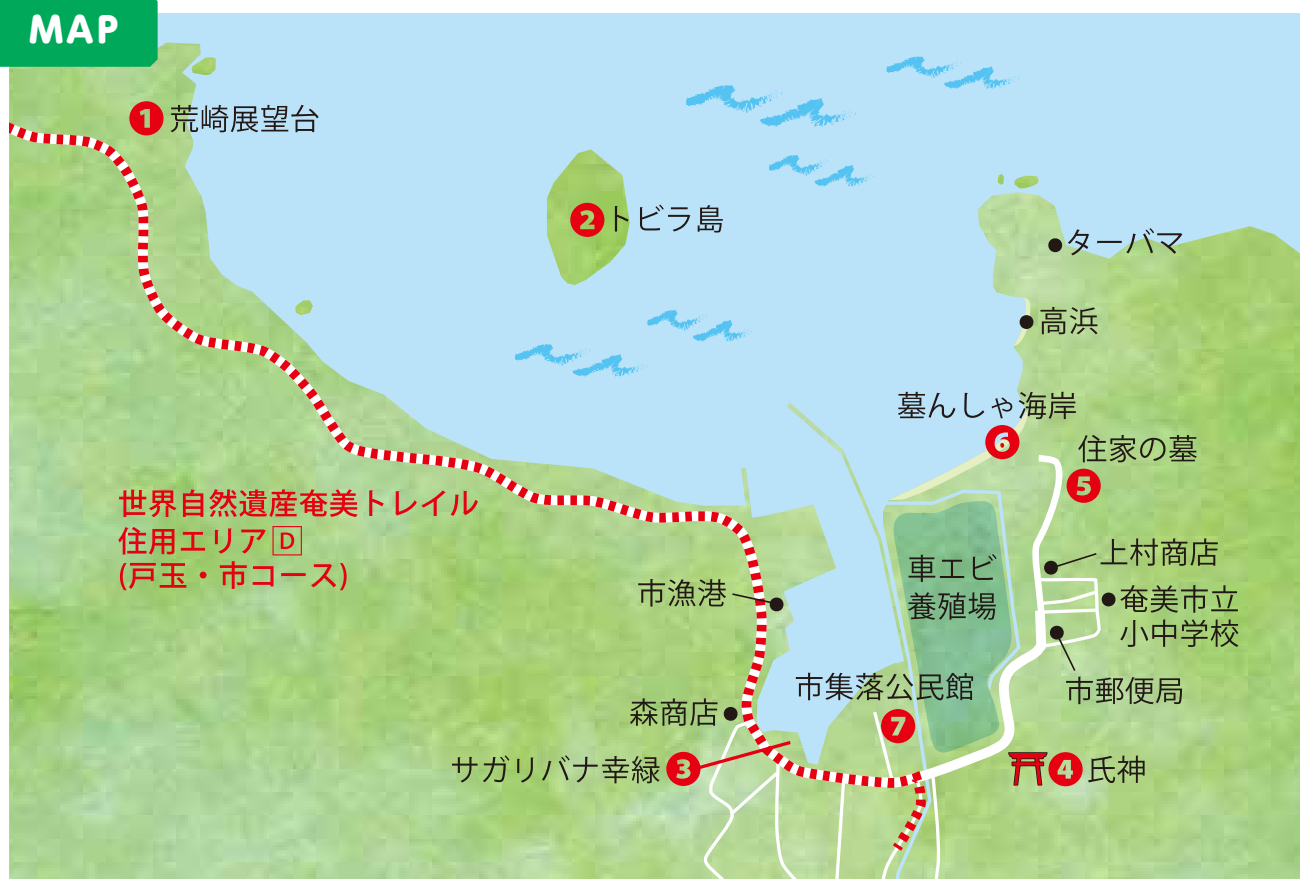 MAP
1 荒崎展望台
2 トビラ島
ターバマ
高浜
墓んしゃ海岸
6
住家の墓
5
世界自然遺産奄美トレイル
住用エリアD
(戸玉・市コース)
上村商店
車エビ
養殖場
市漁港
奄美市立
小中学校
市集落公民館
7
市郵便局
森商店
サガリバナ幸緑 3
4 氏神